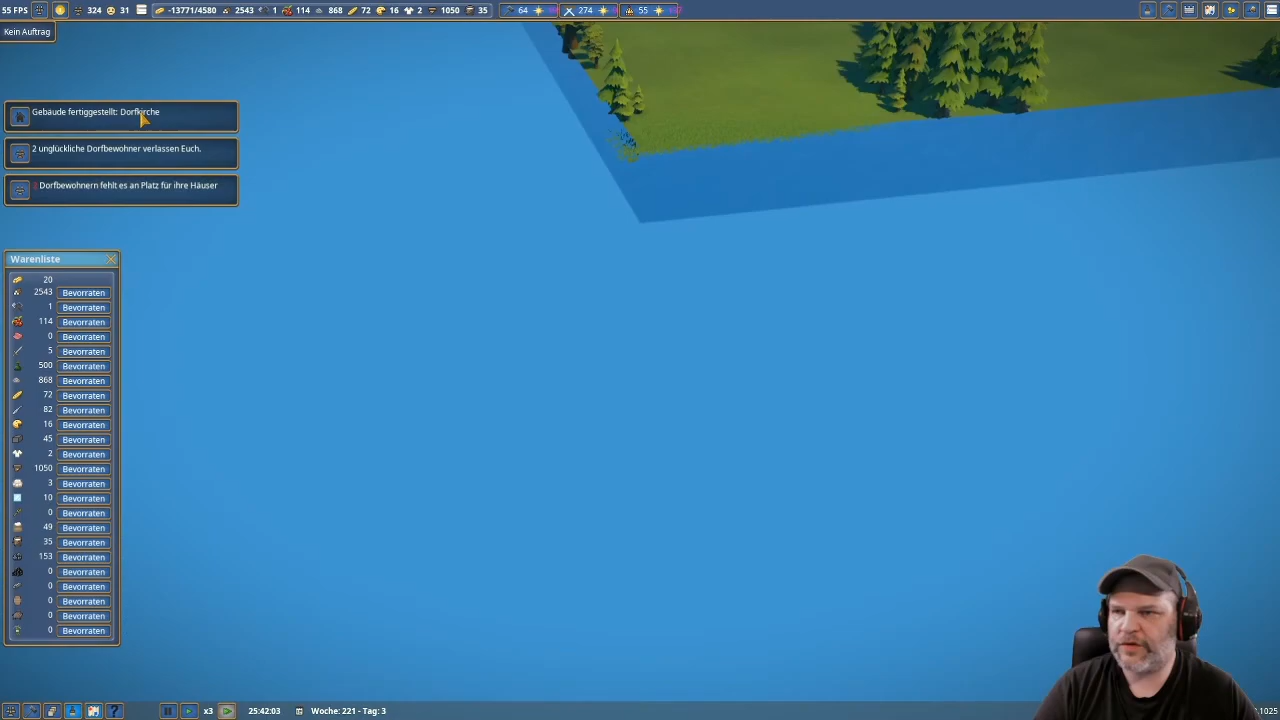 55 FPS 324 31 -13771/4580 2543 1 114 868 72 16 2 1050 35 64 274 55
Kein Auftrag
Gebäude fertiggestellt: Dorfkirche
2 unglückliche Dorfbewohner verlassen Euch.
Dorfbewohnern fehlt es an Platz für ihre Häuser
Warenliste
20
2543 Bevorraten
1 Bevorraten
114 Bevorraten
0 Bevorraten
5 Bevorraten
500 Bevorraten
868 Bevorraten
72 Bevorraten
82 Bevorraten
16 Bevorraten
45 Bevorraten
2 Bevorraten
1050 Bevorraten
3 Bevorraten
10 Bevorraten
0 Bevorraten
49 Bevorraten
35 Bevorraten
153 Bevorraten
0 Bevorraten
0 Bevorraten
0 Bevorraten
0 Bevorraten
0 Bevorraten
x3 25:42:03 Woche: 221 - Tag: 3